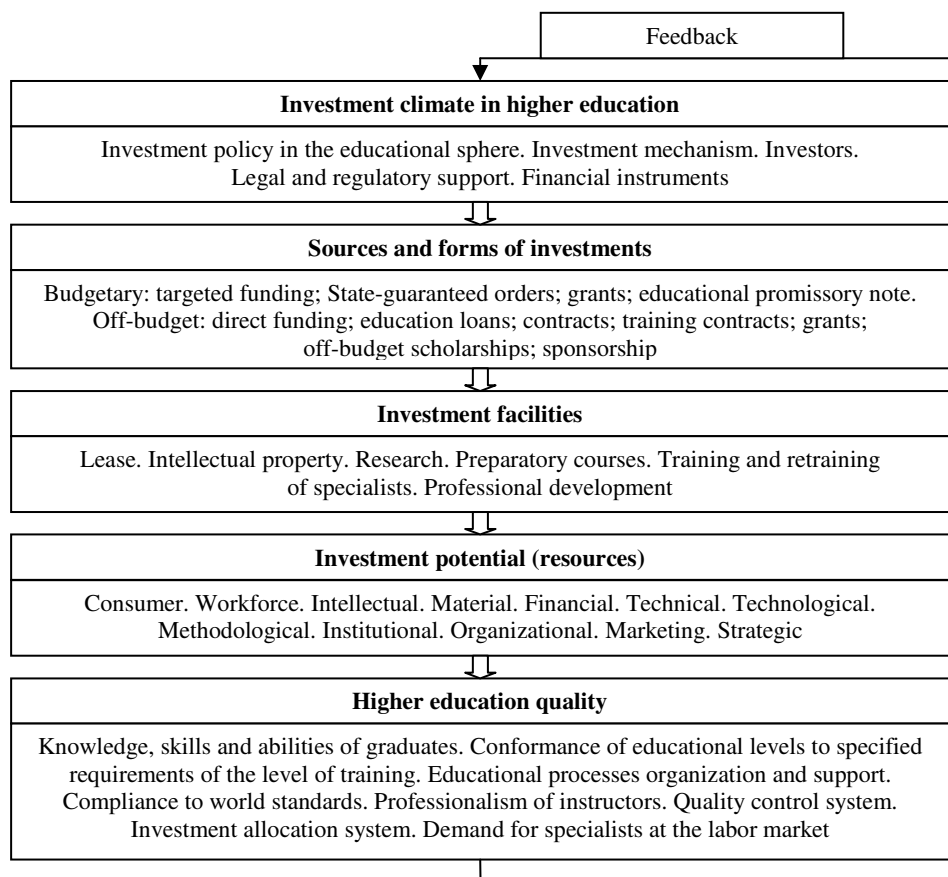 Feedback
Investment climate in higher education
Investment policy in the educational sphere. Investment mechanism. Investors.
Legal and regulatory support. Financial instruments
Sources and forms of investments
Budgetary: targeted funding; State-guaranteed orders; grants; educational promissory note.
Off-budget: direct funding; education loans; contracts; training contracts; grants;
off-budget scholarships; sponsorship
Investment facilities
Lease. Intellectual property. Research. Preparatory courses. Training and retraining
of specialists. Professional development
Investment potential (resources)
Consumer. Workforce. Intellectual. Material. Financial. Technical. Technological.
Methodological. Institutional. Organizational. Marketing. Strategic
Higher education quality
Knowledge, skills and abilities of graduates. Conformance of educational levels to specified
requirements of the level of training. Educational processes organization and support.
Compliance to world standards. Professionalism of instructors. Quality control system.
Investment allocation system. Demand for specialists at the labor market